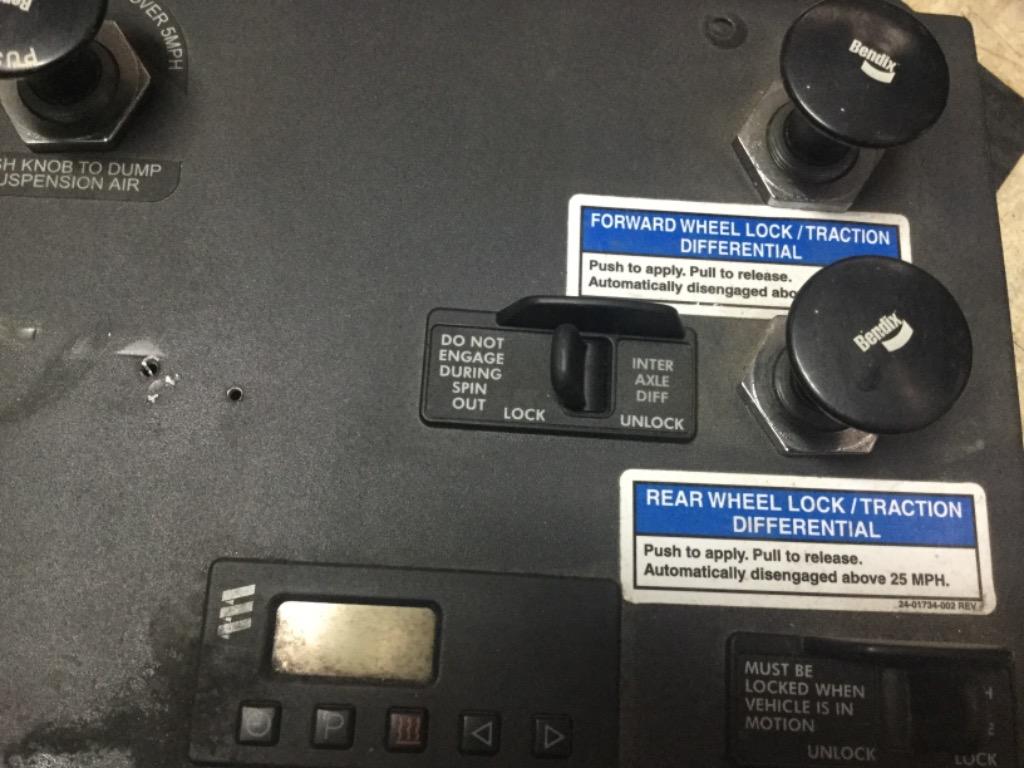 Bendix
PUSH
OVER 5MPH
SH KNOB TO DUMP
USPENSION AIR
Bendix
FORWARD WHEEL LOCK / TRACTION
DIFFERENTIAL
Push to apply. Pull to release.
Automatically disengaged abo
Bendix
DO NOT
ENGAGE
DURING
SPIN
OUT
LOCK
INTER
AXLE
DIFF
UNLOCK
REAR WHEEL LOCK / TRACTION
DIFFERENTIAL
Push to apply. Pull to release.
Automatically disengaged above 25 MPH.
24-01734-002 REV
P
MUST BE
LOCKED WHEN
VEHICLE IS IN
MOTION
UNLOCK
LOCK